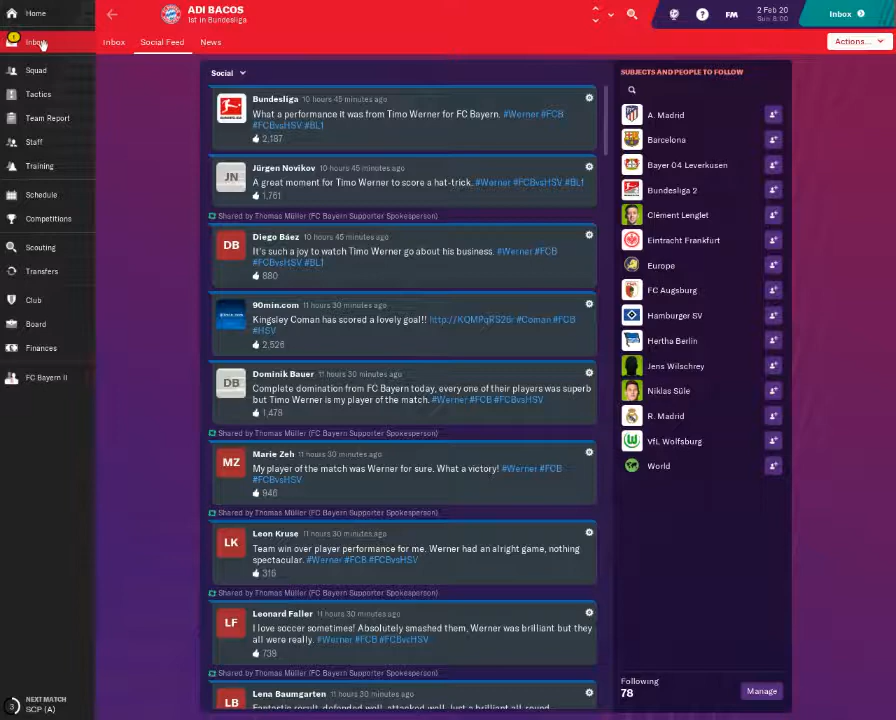 Home
ADI BACOS
1st in Bundesliga
FM
2 Feb 20
Sun 8:00
Inbox
Inbox
Inbox
Social Feed
News
Actions...
Squad
Tactics
Team Report
Staff
Training
Schedule
Competitions
Scouting
Transfers
Club
Board
Finances
FC Bayern II
3
NEXT MATCH
SCP (A)
Social
Bundesliga 10 hours 45 minutes ago
What a performance it was from Timo Werner for FC Bayern. #Werner #FCB
#FCBvsHSV #BL1
2,187
JN
Jürgen Novikov 10 hours 45 minutes ago
A great moment for Timo Werner to score a hat-trick. #Werner #FCBvsHSV #BL1
1,761
Shared by Thomas Müller (FC Bayern Supporter Spokesperson)
DB
Diego Báez 10 hours 45 minutes ago
It's such a joy to watch Timo Werner go about his business. #Werner #FCB
#FCBvsHSV #BL1
880
90min.com 11 hours 30 minutes ago
Kingsley Coman has scored a lovely goal!! #Coman #FCB
#HSV
2,526
DB
Dominik Bauer 11 hours 30 minutes ago
Complete domination from FC Bayern today, every one of their players was superb
but Timo Werner is my player of the match. #Werner #FCB #FCBvsHSV
1,478
Shared by Thomas Müller (FC Bayern Supporter Spokesperson)
MZ
Marie Zeh 11 hours 30 minutes ago
My player of the match was Werner for sure. What a victory! #Werner #FCB
#FCBvsHSV
946
Shared by Thomas Müller (FC Bayern Supporter Spokesperson)
LK
Leon Kruse 11 hours 30 minutes ago
Team win over player performance for me. Werner had an alright game, nothing
spectacular. #Werner #FCB #FCBvsHSV
316
Shared by Thomas Müller (FC Bayern Supporter Spokesperson)
LF
Leonard Faller 11 hours 30 minutes ago
I love soccer sometimes! Absolutely smashed them, Werner was brilliant but they
all were really. #Werner #FCB #FCBvsHSV
739
Shared by Thomas Müller (FC Bayern Supporter Spokesperson)
LB
Lena Baumgarten 11 hours 30 minutes ago
Fantastic result, defended well, attacked well. Just a brilliant all-round
SUBJECTS AND PEOPLE TO FOLLOW
A. Madrid
Barcelona
Bayer 04 Leverkusen
Bundesliga 2
Clément Lenglet
Eintracht Frankfurt
Europe
FC Augsburg
Hamburger SV
Hertha Berlin
Jens Wilschrey
Niklas Süle
R. Madrid
VfL Wolfsburg
World
Following
78
Manage